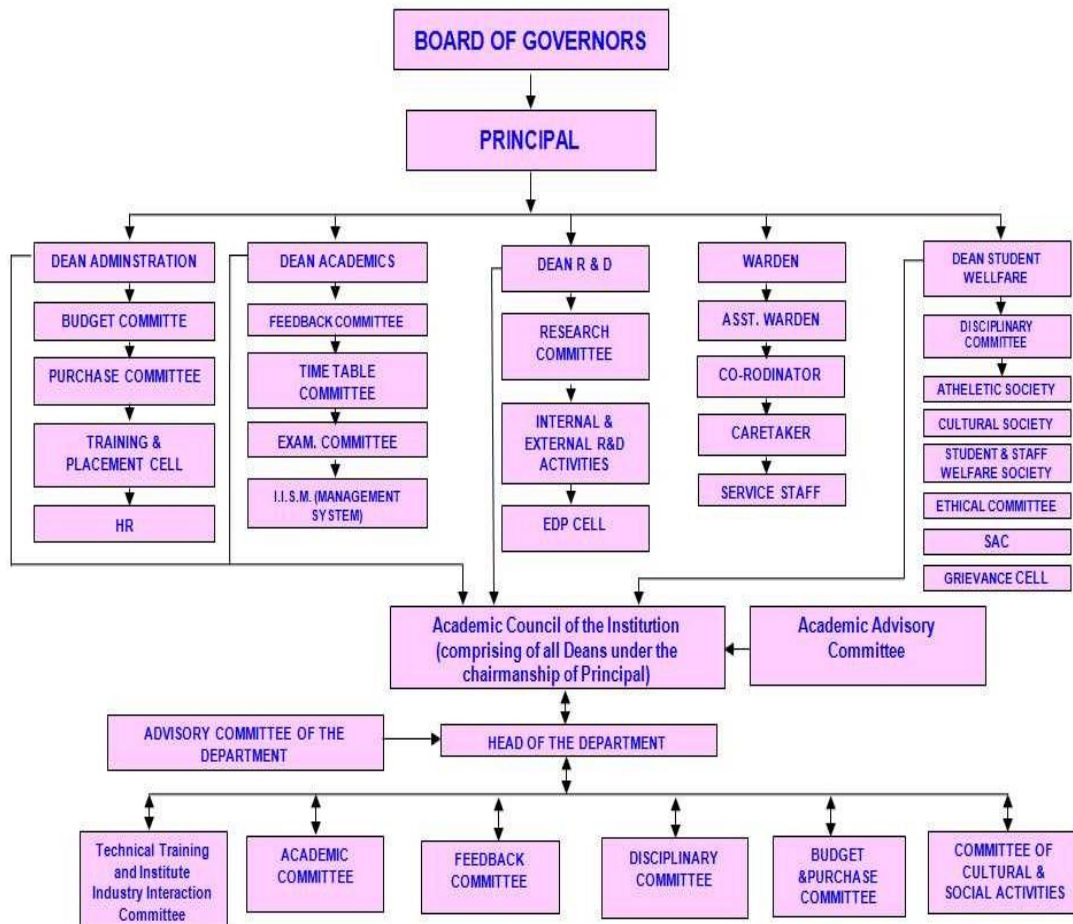 BOARD OF GOVERNORS
PRINCIPAL
DEAN ADMINSTRATION
BUDGET COMMITTE
PURCHASE COMMITTEE
TRAINING &
PLACEMENT CELL
HR
DEAN ACADEMICS
FEEDBACK COMMITTEE
TIME TABLE
COMMITTEE
EXAM. COMMITTEE
I.I.S.M. (MANAGEMENT
SYSTEM)
DEAN R & D
RESEARCH
COMMITTEE
INTERNAL &
EXTERNAL R&D
ACTIVITIES
EDP CELL
WARDEN
ASST. WARDEN
CO-RODINATOR
CARETAKER
SERVICE STAFF
DEAN STUDENT
WELLFARE
DISCIPLINARY
COMMITTEE
ATHELETIC SOCIETY
CULTURAL SOCIETY
STUDENT & STAFF
WELFARE SOCIETY
ETHICAL COMMITTEE
SAC
GRIEVANCE CELL
Academic Council of the Institution
(comprising of all Deans under the
chairmanship of Principal)
Academic Advisory
Committee
ADVISORY COMMITTEE OF THE
DEPARTMENT
HEAD OF THE DEPARTMENT
Technical Training
and Institute
Industry Interaction
Committee
ACADEMIC
COMMITTEE
FEEDBACK
COMMITTEE
DISCIPLINARY
COMMITTEE
BUDGET
&PURCHASE
COMMITTEE
COMMITTEE OF
CULTURAL &
SOCIAL ACTIVITIES